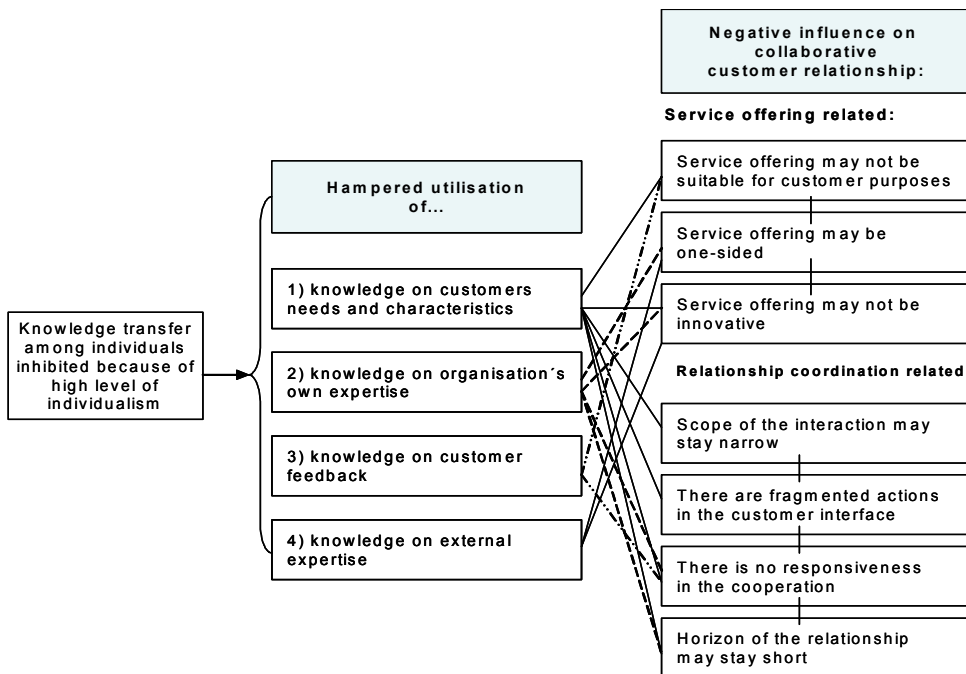 Knowledge transfer
among individuals
inhibited because of
high level of
individualism
Hampered utilisation
of...
1) knowledge on customers
needs and characteristics
2) knowledge on organisation´s
own expertise
3) knowledge on customer
feedback
4) knowledge on external
expertise
Negative influence on
collaborative
customer relationship:
Service offering related:
Service offering may not be
suitable for customer purposes
Service offering may be
one-sided
Service offering may not be
innovative
Relationship coordination related
Scope of the interaction may
stay narrow
There are fragmented actions
in the customer interface
There is no responsiveness
in the cooperation
Horizon of the relationship
may stay short